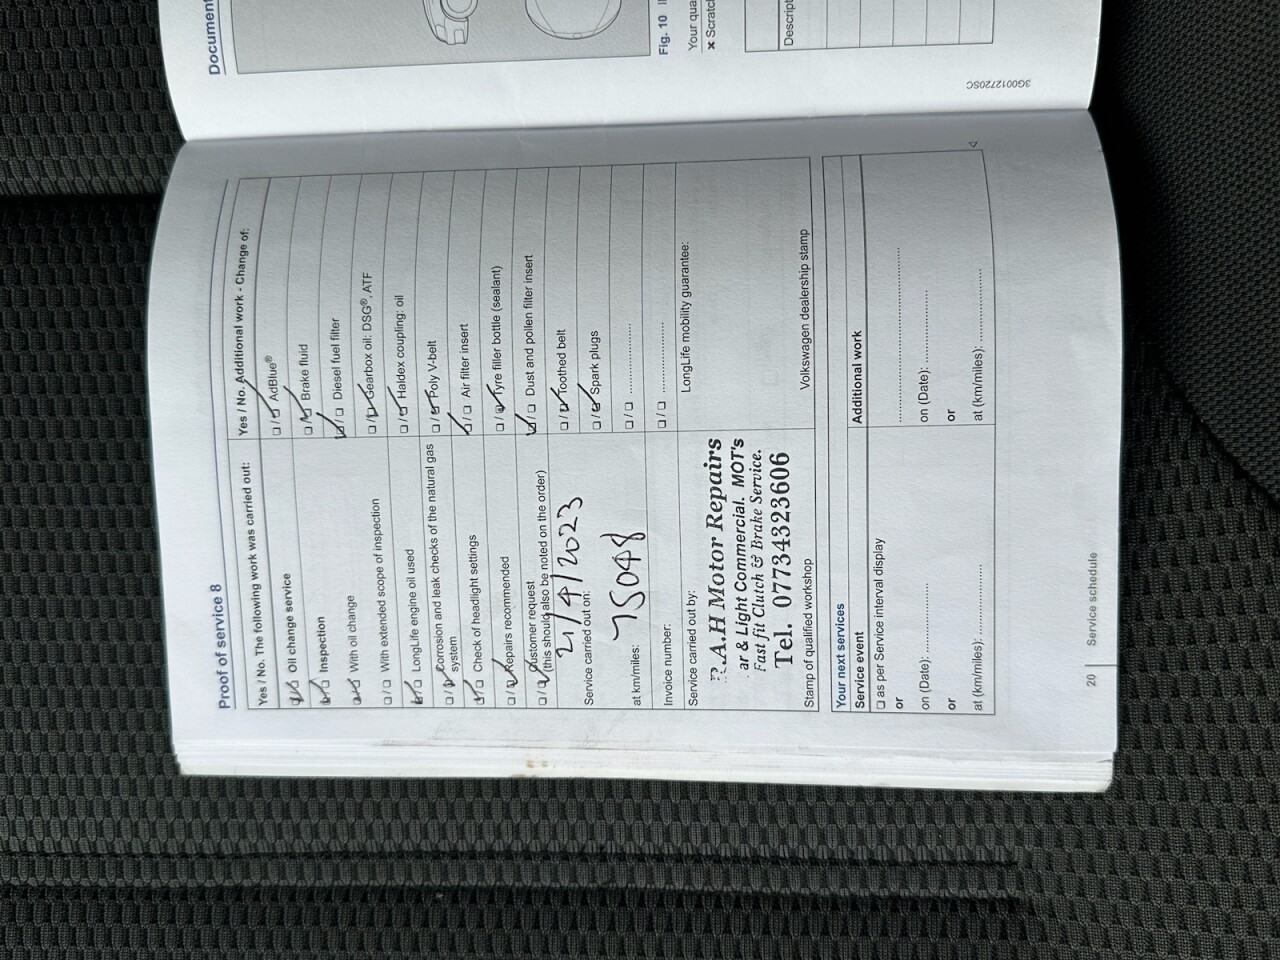 Proof of service 8
Yes / No. The following work was carried out:
Oil change service
Inspection
With oil change
With extended scope of inspection
LongLife engine oil used
Corrosion and leak checks of the natural gas
system
Check of headlight settings
Repairs recommended
Customer request
(this should also be noted on the order)
21/4/2023
Service carried out on:
75048
at km/miles:
Invoice number:
Service carried out by:
R.A.H Motor Repairs
ar & Light Commercial. MOT's
Fast fit Clutch & Brake Service.
Tel. 07734323606
Stamp of qualified workshop
Yes / No. Additional work - Change of:
AdBlue®
Brake fluid
Diesel fuel filter
Gearbox oil: DSG®, ATF
Haldex coupling: oil
Poly V-belt
Air filter insert
Tyre filler bottle (sealant)
Dust and pollen filter insert
Toothed belt
Spark plugs
LongLife mobility guarantee:
Volkswagen dealership stamp
Your next services
Service event
as per Service interval display
or
on (Date):
or
at (km/miles):
Additional work
on (Date):
or
at (km/miles):
20 | Service schedule
3G0012720SC
Document
Fig. 10
Your qua
Scratch
Descript